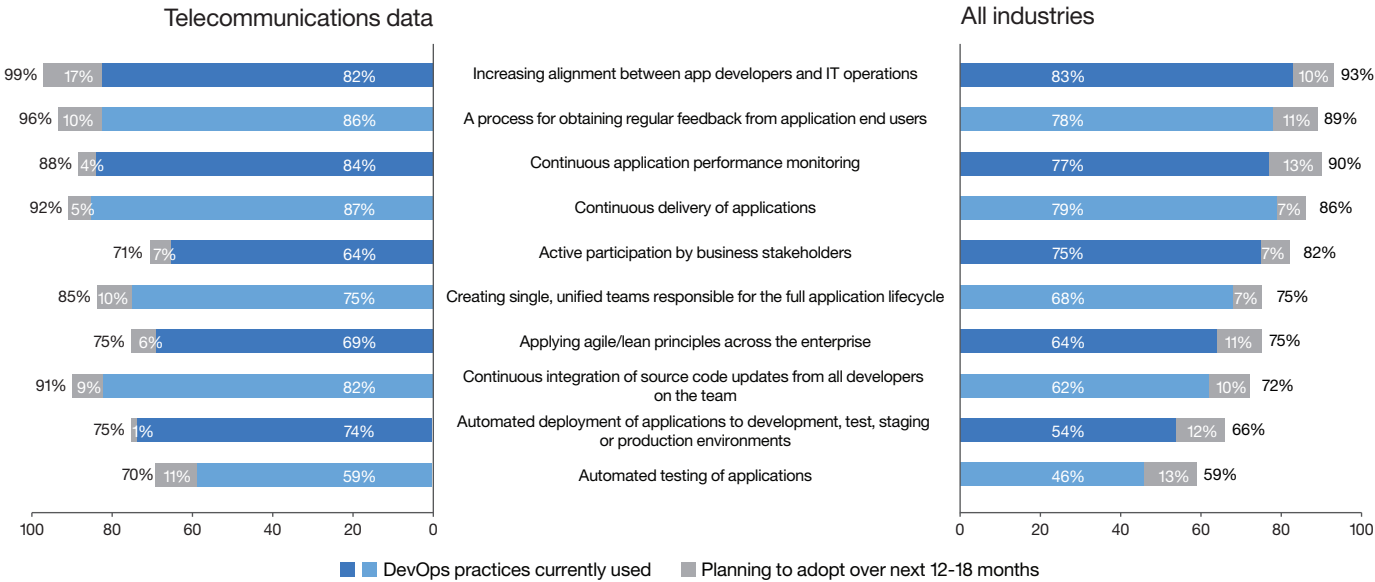 Telecommunications data
All industries
99% 17% 82% Increasing alignment between app developers and IT operations 83% 10% 93%
96% 10% 86% A process for obtaining regular feedback from application end users 78% 11% 89%
88% 4% 84% Continuous application performance monitoring 77% 13% 90%
92% 5% 87% Continuous delivery of applications 79% 7% 86%
71% 7% 64% Active participation by business stakeholders 75% 7% 82%
85% 10% 75% Creating single, unified teams responsible for the full application lifecycle 68% 7% 75%
75% 6% 69% Applying agile/lean principles across the enterprise 64% 11% 75%
91% 9% 82% Continuous integration of source code updates from all developers
on the team 62% 10% 72%
75% 1% 74% Automated deployment of applications to development, test, staging
or production environments 54% 12% 66%
70% 11% 59% Automated testing of applications 46% 13% 59%
100 80 60 40 20 0 0 20 40 60 80 100
DevOps practices currently used Planning to adopt over next 12-18 months